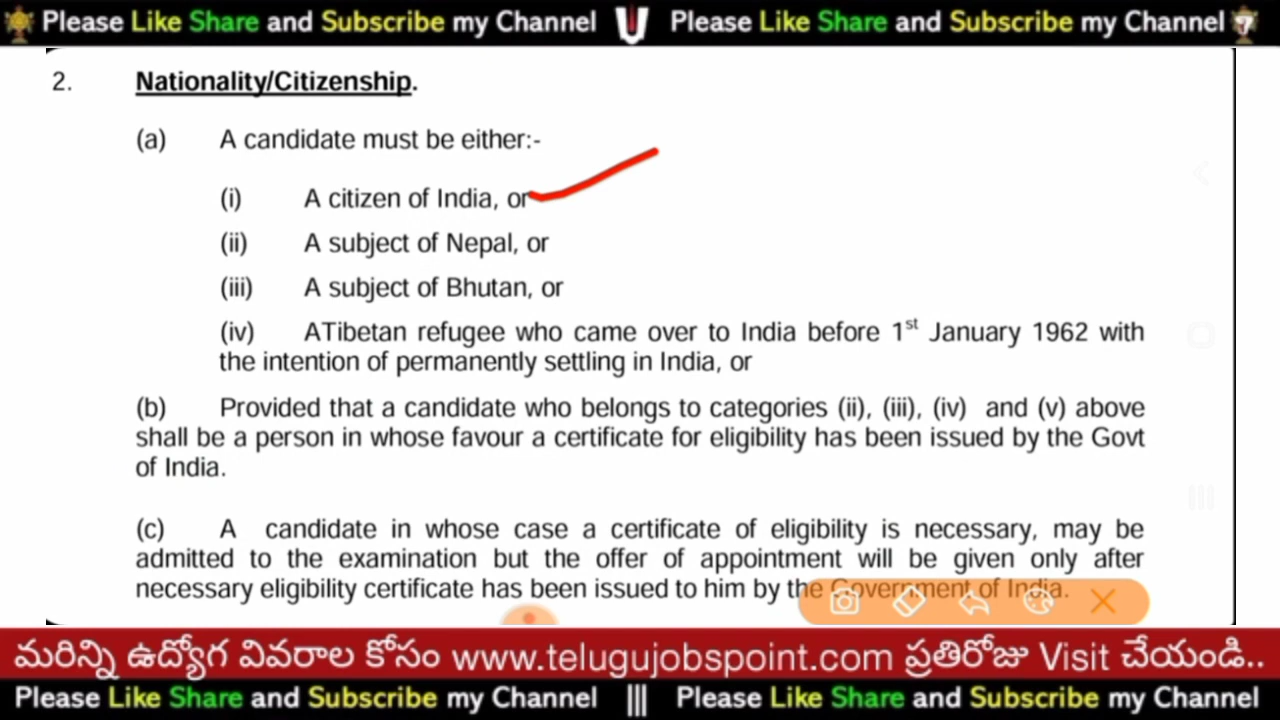 Please Like Share and Subscribe my Channel Please Like Share and Subscribe my Channel
2. Nationality/Citizenship.
(a) A candidate must be either:-
(i) A citizen of India, or
(ii) A subject of Nepal, or
(iii) A subject of Bhutan, or
(iv) ATibetan refugee who came over to India before 1st January 1962 with
the intention of permanently settling in India, or
(b) Provided that a candidate who belongs to categories (ii), (iii), (iv) and (v) above
shall be a person in whose favour a certificate for eligibility has been issued by the Govt
of India.
(c) A candidate in whose case a certificate of eligibility is necessary, may be
admitted to the examination but the offer of appointment will be given only after
necessary eligibility certificate has been issued to him by the Government of India.
మరిన్ని ఉద్యోగ వివరాల కోసం www.telugujobspoint.com ప్రతిరోజు Visit చేయండి..
Please Like Share and Subscribe my Channel ||| Please Like Share and Subscribe my Channel